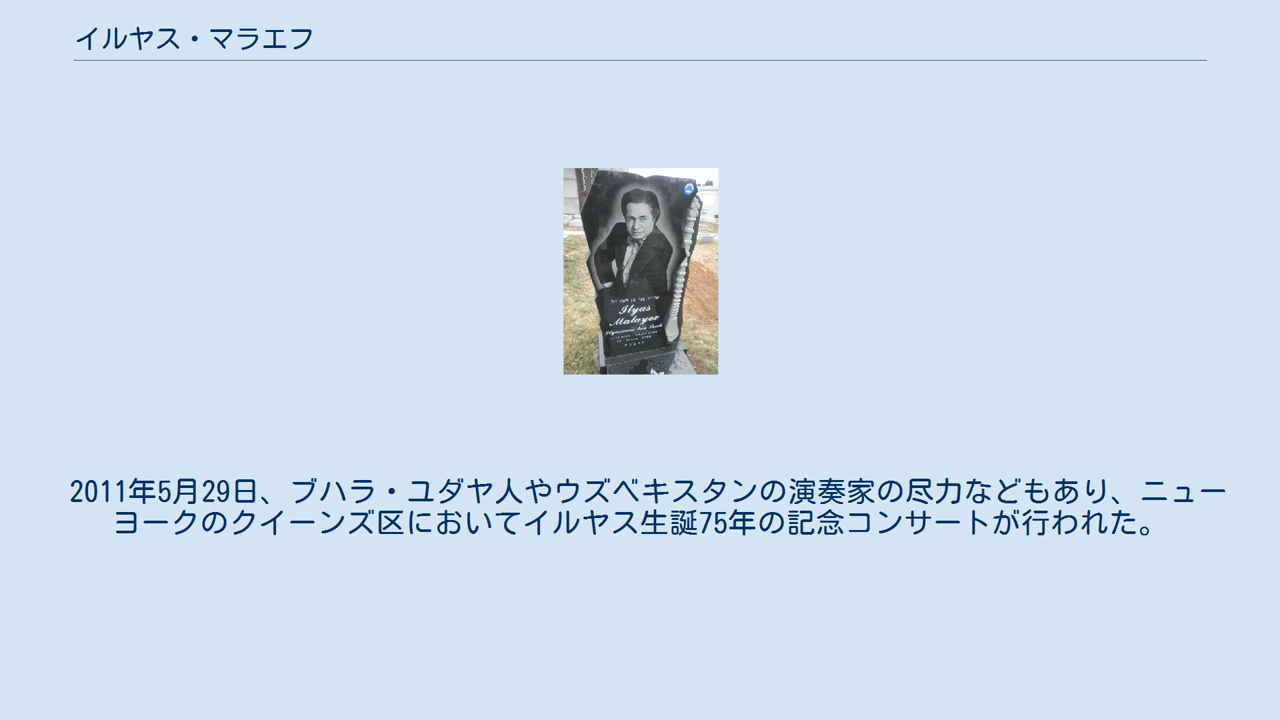 イルヤス・マラエフ
Ilyas
Malayev
2011年5月29日、ブハラ・ユダヤ人やウズベキスタンの演奏家の尽力などもあり、ニュー
ヨークのクイーンズ区においてイルヤス生誕75年の記念コンサートが行われた。